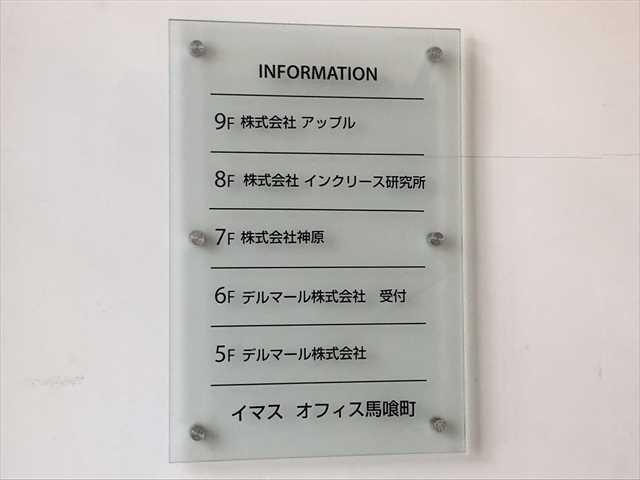 INFORMATION
9F 株式会社 アップル
8F 株式会社 インクリース研究所
7F 株式会社神原
6F デルマール株式会社　受付
5F デルマール株式会社
イマス オフィス馬喰町